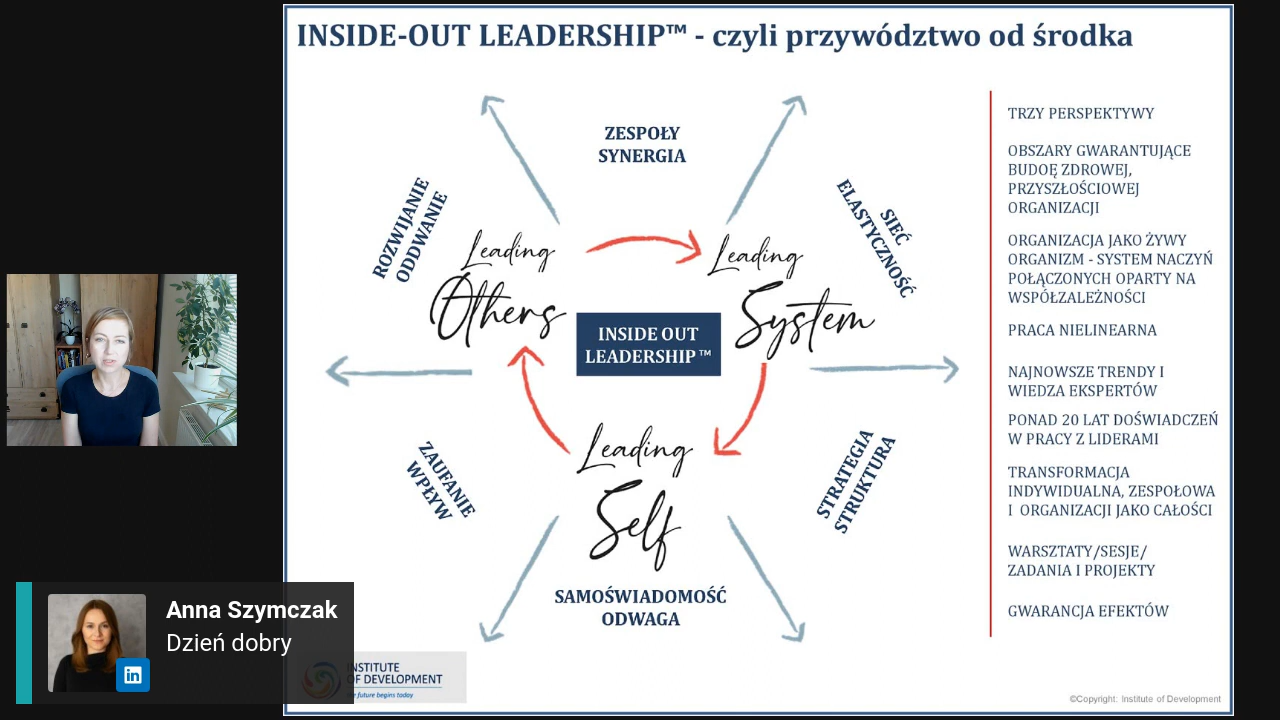 INSIDE-OUT LEADERSHIP™ - czyli przywództwo od środka
ZESPOŁY
SYNERGIA
ROZWIJANIE
ODDWANIE
SIEĆ
ELASTYCZNOŚĆ
Leading
Others
Leading
System
INSIDE OUT
LEADERSHIP™
Leading
Self
ZAUFANIE
WPŁYW
STRATEGIA
STRUKTURA
SAMOŚWIADOMOŚĆ
ODWAGA
TRZY PERSPEKTYWY
OBSZARY GWARANTUJĄCE
BUDOĘ ZDROWEJ,
PRZYSZŁOŚCIOWEJ
ORGANIZACJI
ORGANIZACJA JAKO ŻYWY
ORGANIZM - SYSTEM NACZYŃ
POŁĄCZONYCH OPARTY NA
WSPÓŁZALEŻNOŚCI
PRACA NIELINEARNA
NAJNOWSZE TRENDY I
WIEDZA EKSPERTÓW
PONAD 20 LAT DOŚWIADCZEŃ
W PRACY Z LIDERAMI
TRANSFORMACJA
INDYWIDUALNA, ZESPOŁOWA
I ORGANIZACJI JAKO CAŁOŚCI
WARSZTATY/SESJE/
ZADANIA I PROJEKTY
GWARANCJA EFEKTÓW
Anna Szymczak
Dzień dobry
in
INSTITUTE
OF DEVELOPMENT
future begins today
©Copyright: Institute of Development